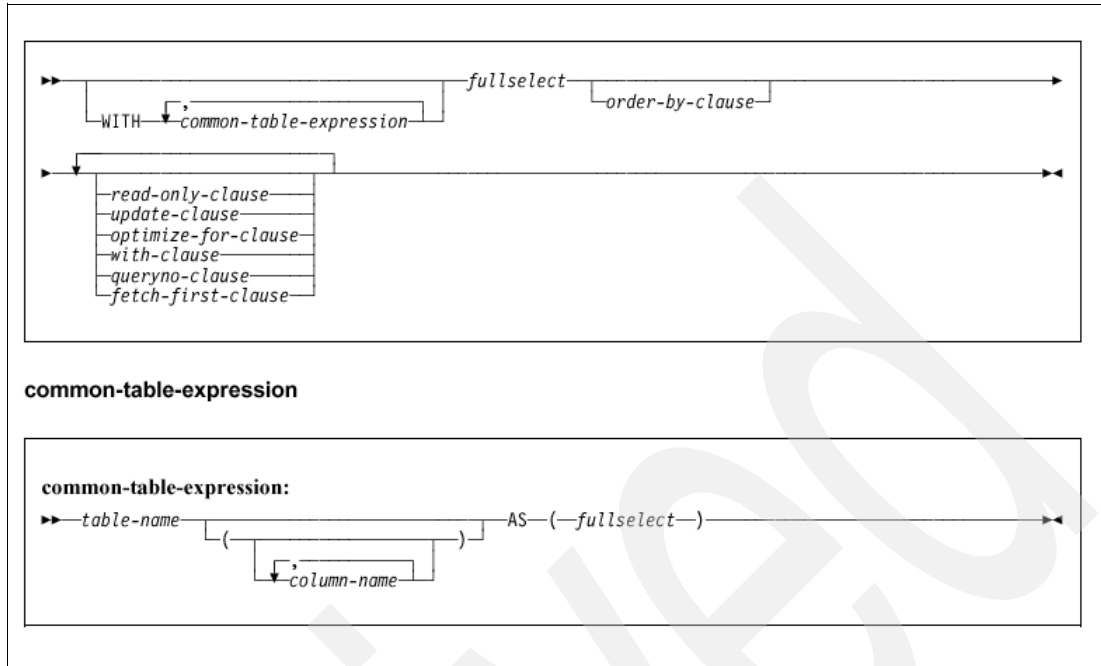 fullselect
order-by-clause
WITH , common-table-expression
read-only-clause
update-clause
optimize-for-clause
with-clause
queryno-clause
fetch-first-clause
common-table-expression
common-table-expression:
table-name ( , column-name ) AS ( fullselect )
ved